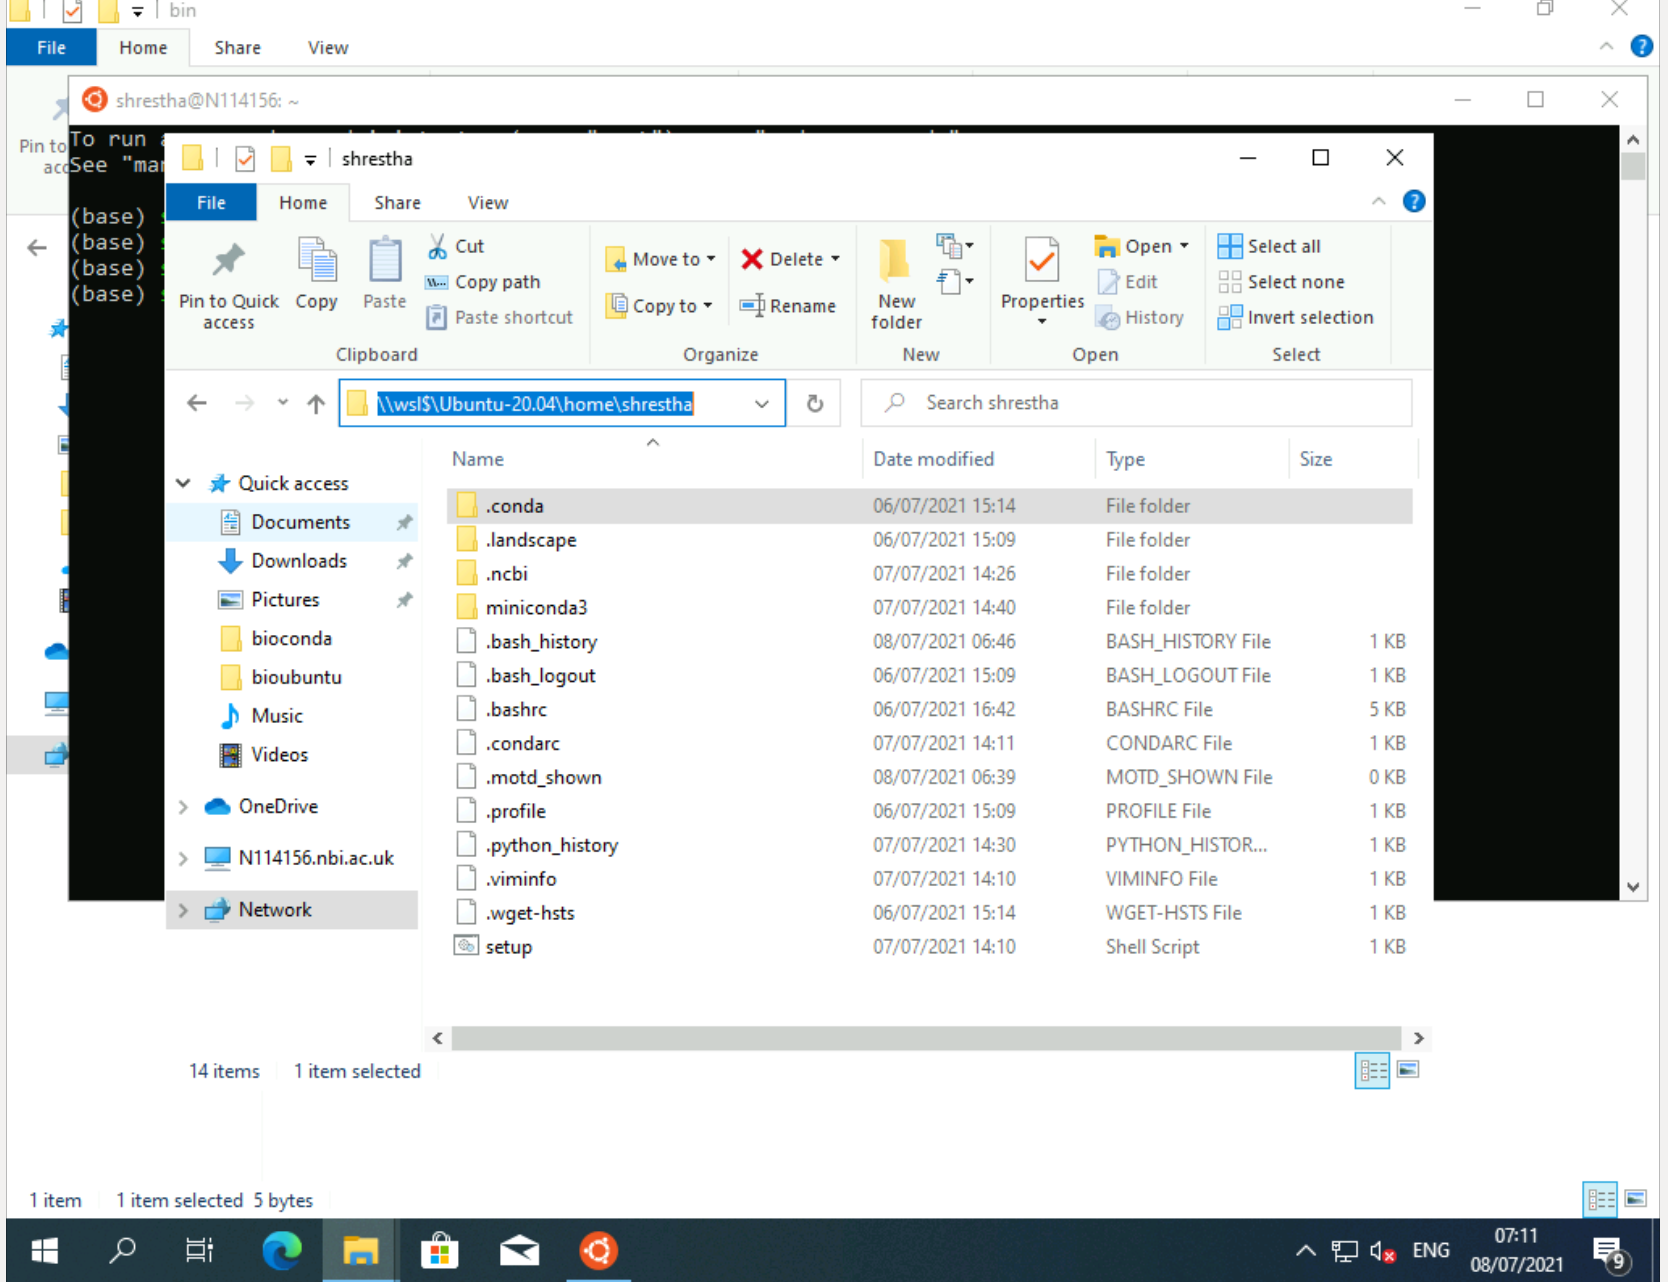 bin
File Home Share View
shrestha@N114156: ~
To run
See "man
Pin to
(base)
(base)
(base)
(base)
shrestha
File Home Share View
Pin to Quick access
Copy
Paste
Cut
Copy path
Paste shortcut
Clipboard
Move to
Copy to
Delete
Rename
Organize
New folder
New
Properties
Open
Edit
History
Open
Select all
Select none
Invert selection
Select
\\wsl$\Ubuntu-20.04\home\shrestha
Search shrestha
Quick access
Documents
Downloads
Pictures
bioconda
bioubuntu
Music
Videos
OneDrive
N114156.nbi.ac.uk
Network
Name Date modified Type Size
.conda 06/07/2021 15:14 File folder
.landscape 06/07/2021 15:09 File folder
.ncbi 07/07/2021 14:26 File folder
miniconda3 07/07/2021 14:40 File folder
.bash_history 08/07/2021 06:46 BASH_HISTORY File 1 KB
.bash_logout 06/07/2021 15:09 BASH_LOGOUT File 1 KB
.bashrc 06/07/2021 16:42 BASHRC File 5 KB
.condarc 07/07/2021 14:11 CONDARC File 1 KB
.motd_shown 08/07/2021 06:39 MOTD_SHOWN File 0 KB
.profile 06/07/2021 15:09 PROFILE File 1 KB
.python_history 07/07/2021 14:30 PYTHON_HISTOR... 1 KB
.viminfo 07/07/2021 14:10 VIMINFO File 1 KB
.wget-hsts 06/07/2021 15:14 WGET-HSTS File 1 KB
setup 07/07/2021 14:10 Shell Script 1 KB
14 items 1 item selected
1 item 1 item selected 5 bytes
ENG
07:11
08/07/2021
9